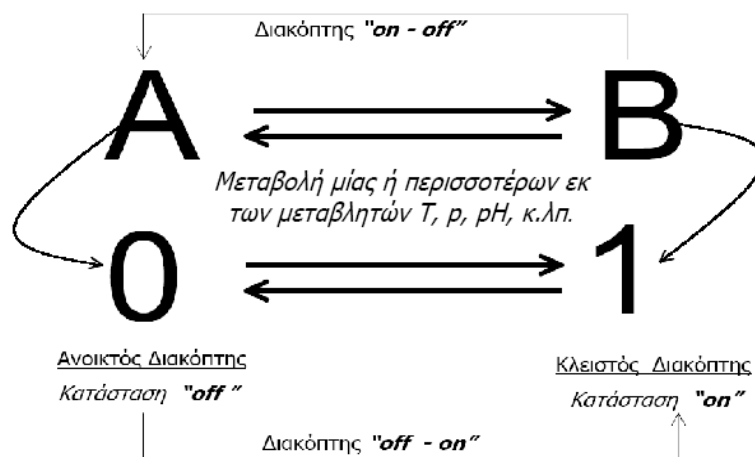 Διακόπτης "on - off"
A B
Μεταβολή μίας ή περισσοτέρων εκ
των μεταβλητών Τ, p, pH, κ.λπ.
0 1
Ανοικτός Διακόπτης
Κατάσταση "off"
Κλειστός Διακόπτης
Κατάσταση "on"
Διακόπτης "off - on"